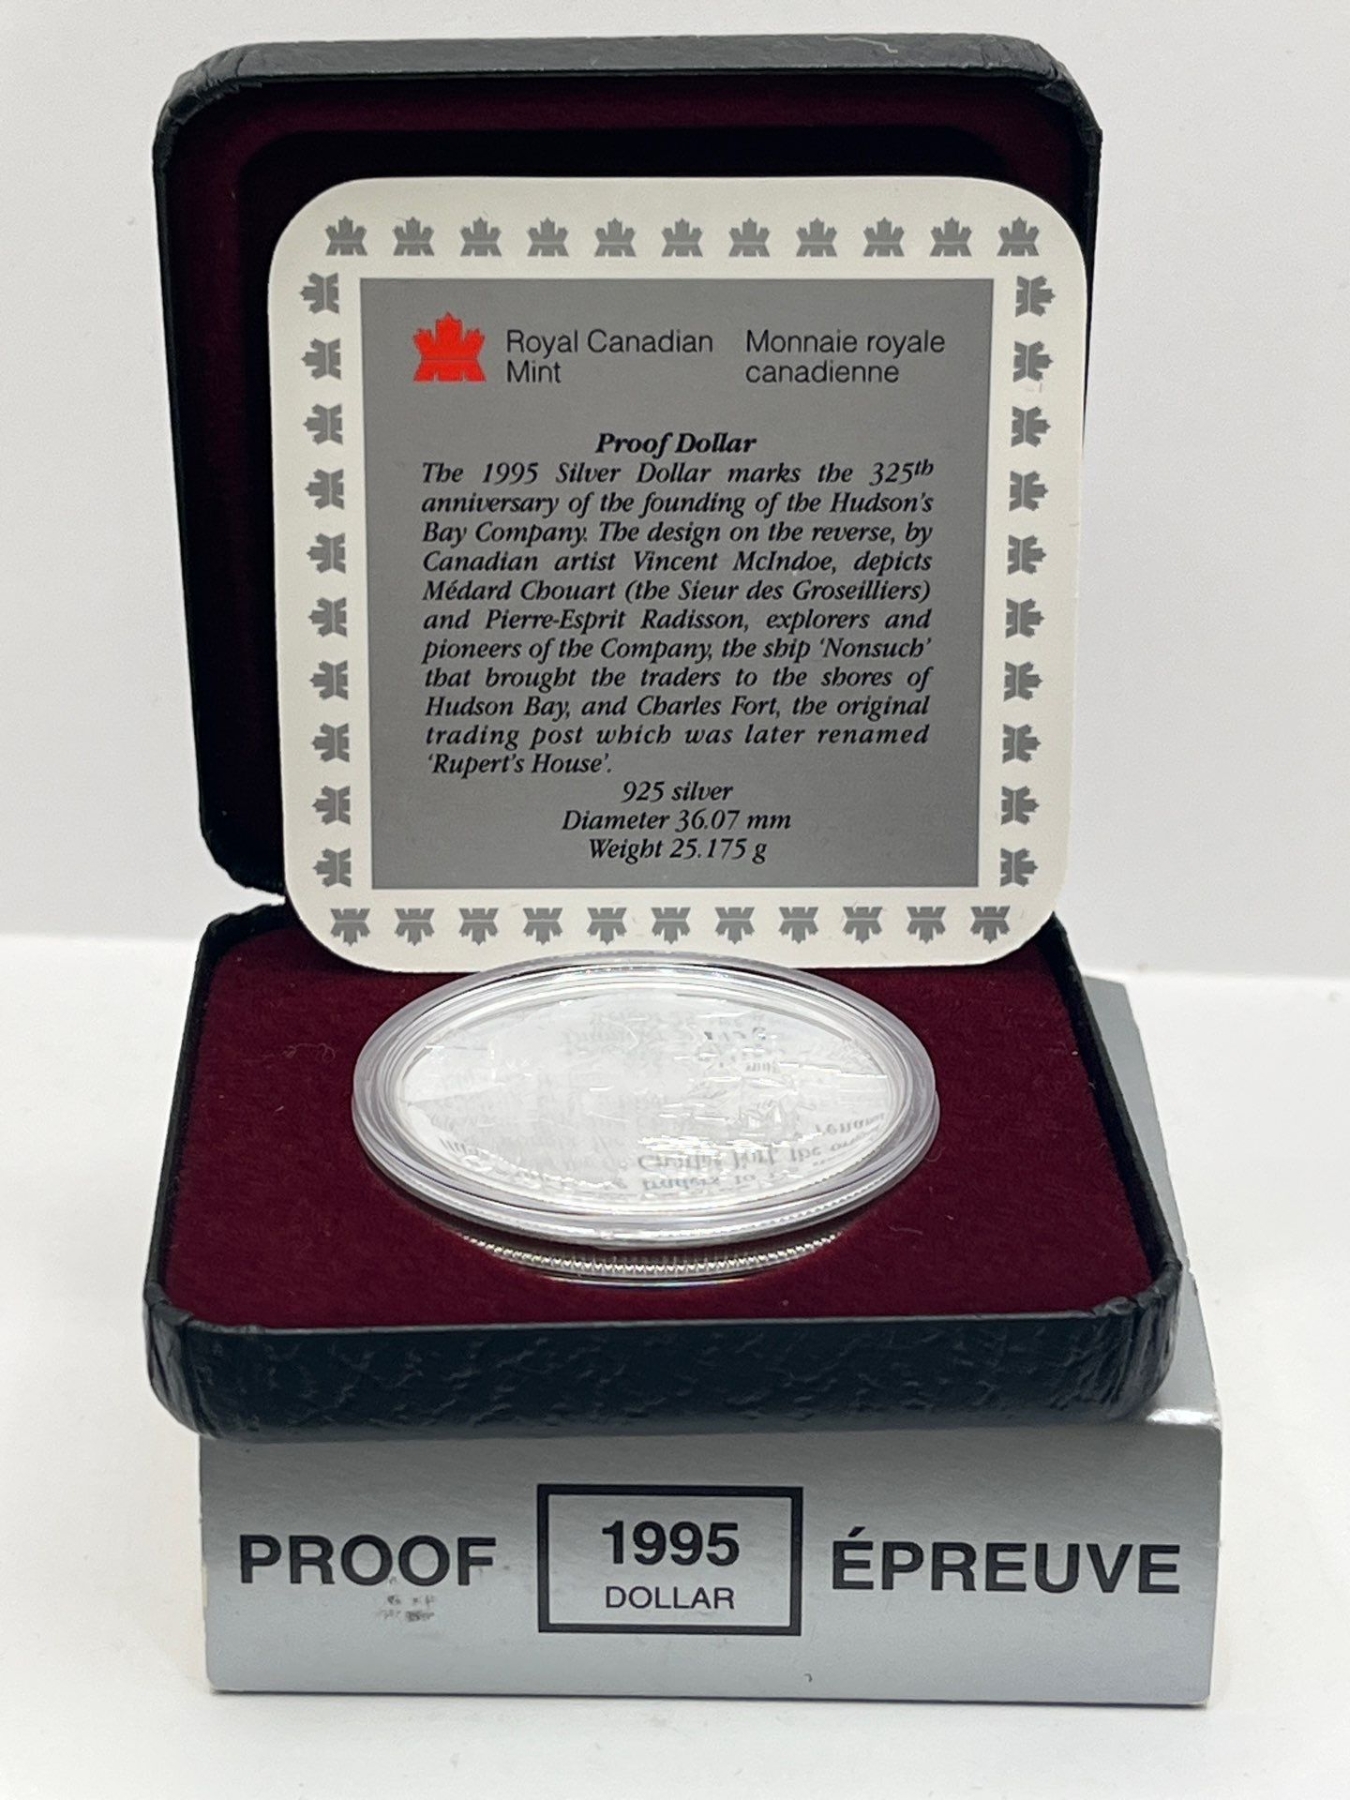 Royal Canadian Mint
Monnaie royale canadienne
Proof Dollar
The 1995 Silver Dollar marks the 325th
anniversary of the founding of the Hudson's
Bay Company. The design on the reverse, by
Canadian artist Vincent McIndoe, depicts
Médard Chouart (the Sieur des Groseilliers)
and Pierre-Esprit Radisson, explorers and
pioneers of the Company, the ship 'Nonsuch'
that brought the traders to the shores of
Hudson Bay, and Charles Fort, the original
trading post which was later renamed
'Rupert's House'.
925 silver
Diameter 36.07 mm
Weight 25.175 g
PROOF
1995
DOLLAR
ÉPREUVE